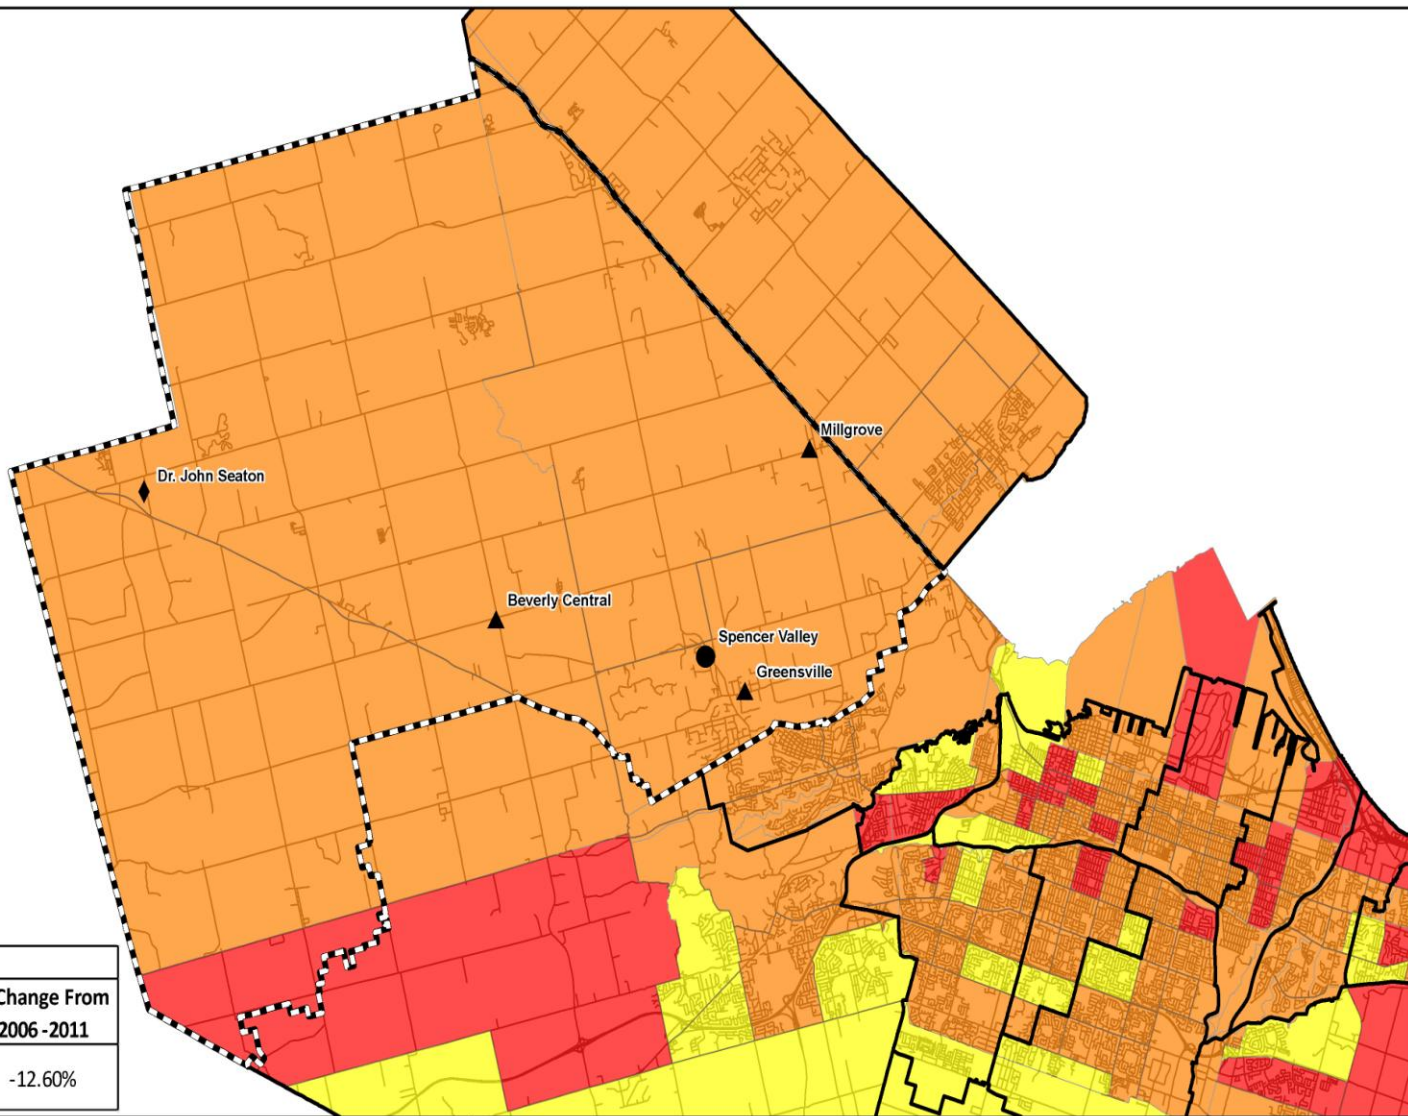 Millgrove
Dr. John Seaton
Beverly Central
Spencer Valley
Greensville
Change From
2006 -2011
-12.60%